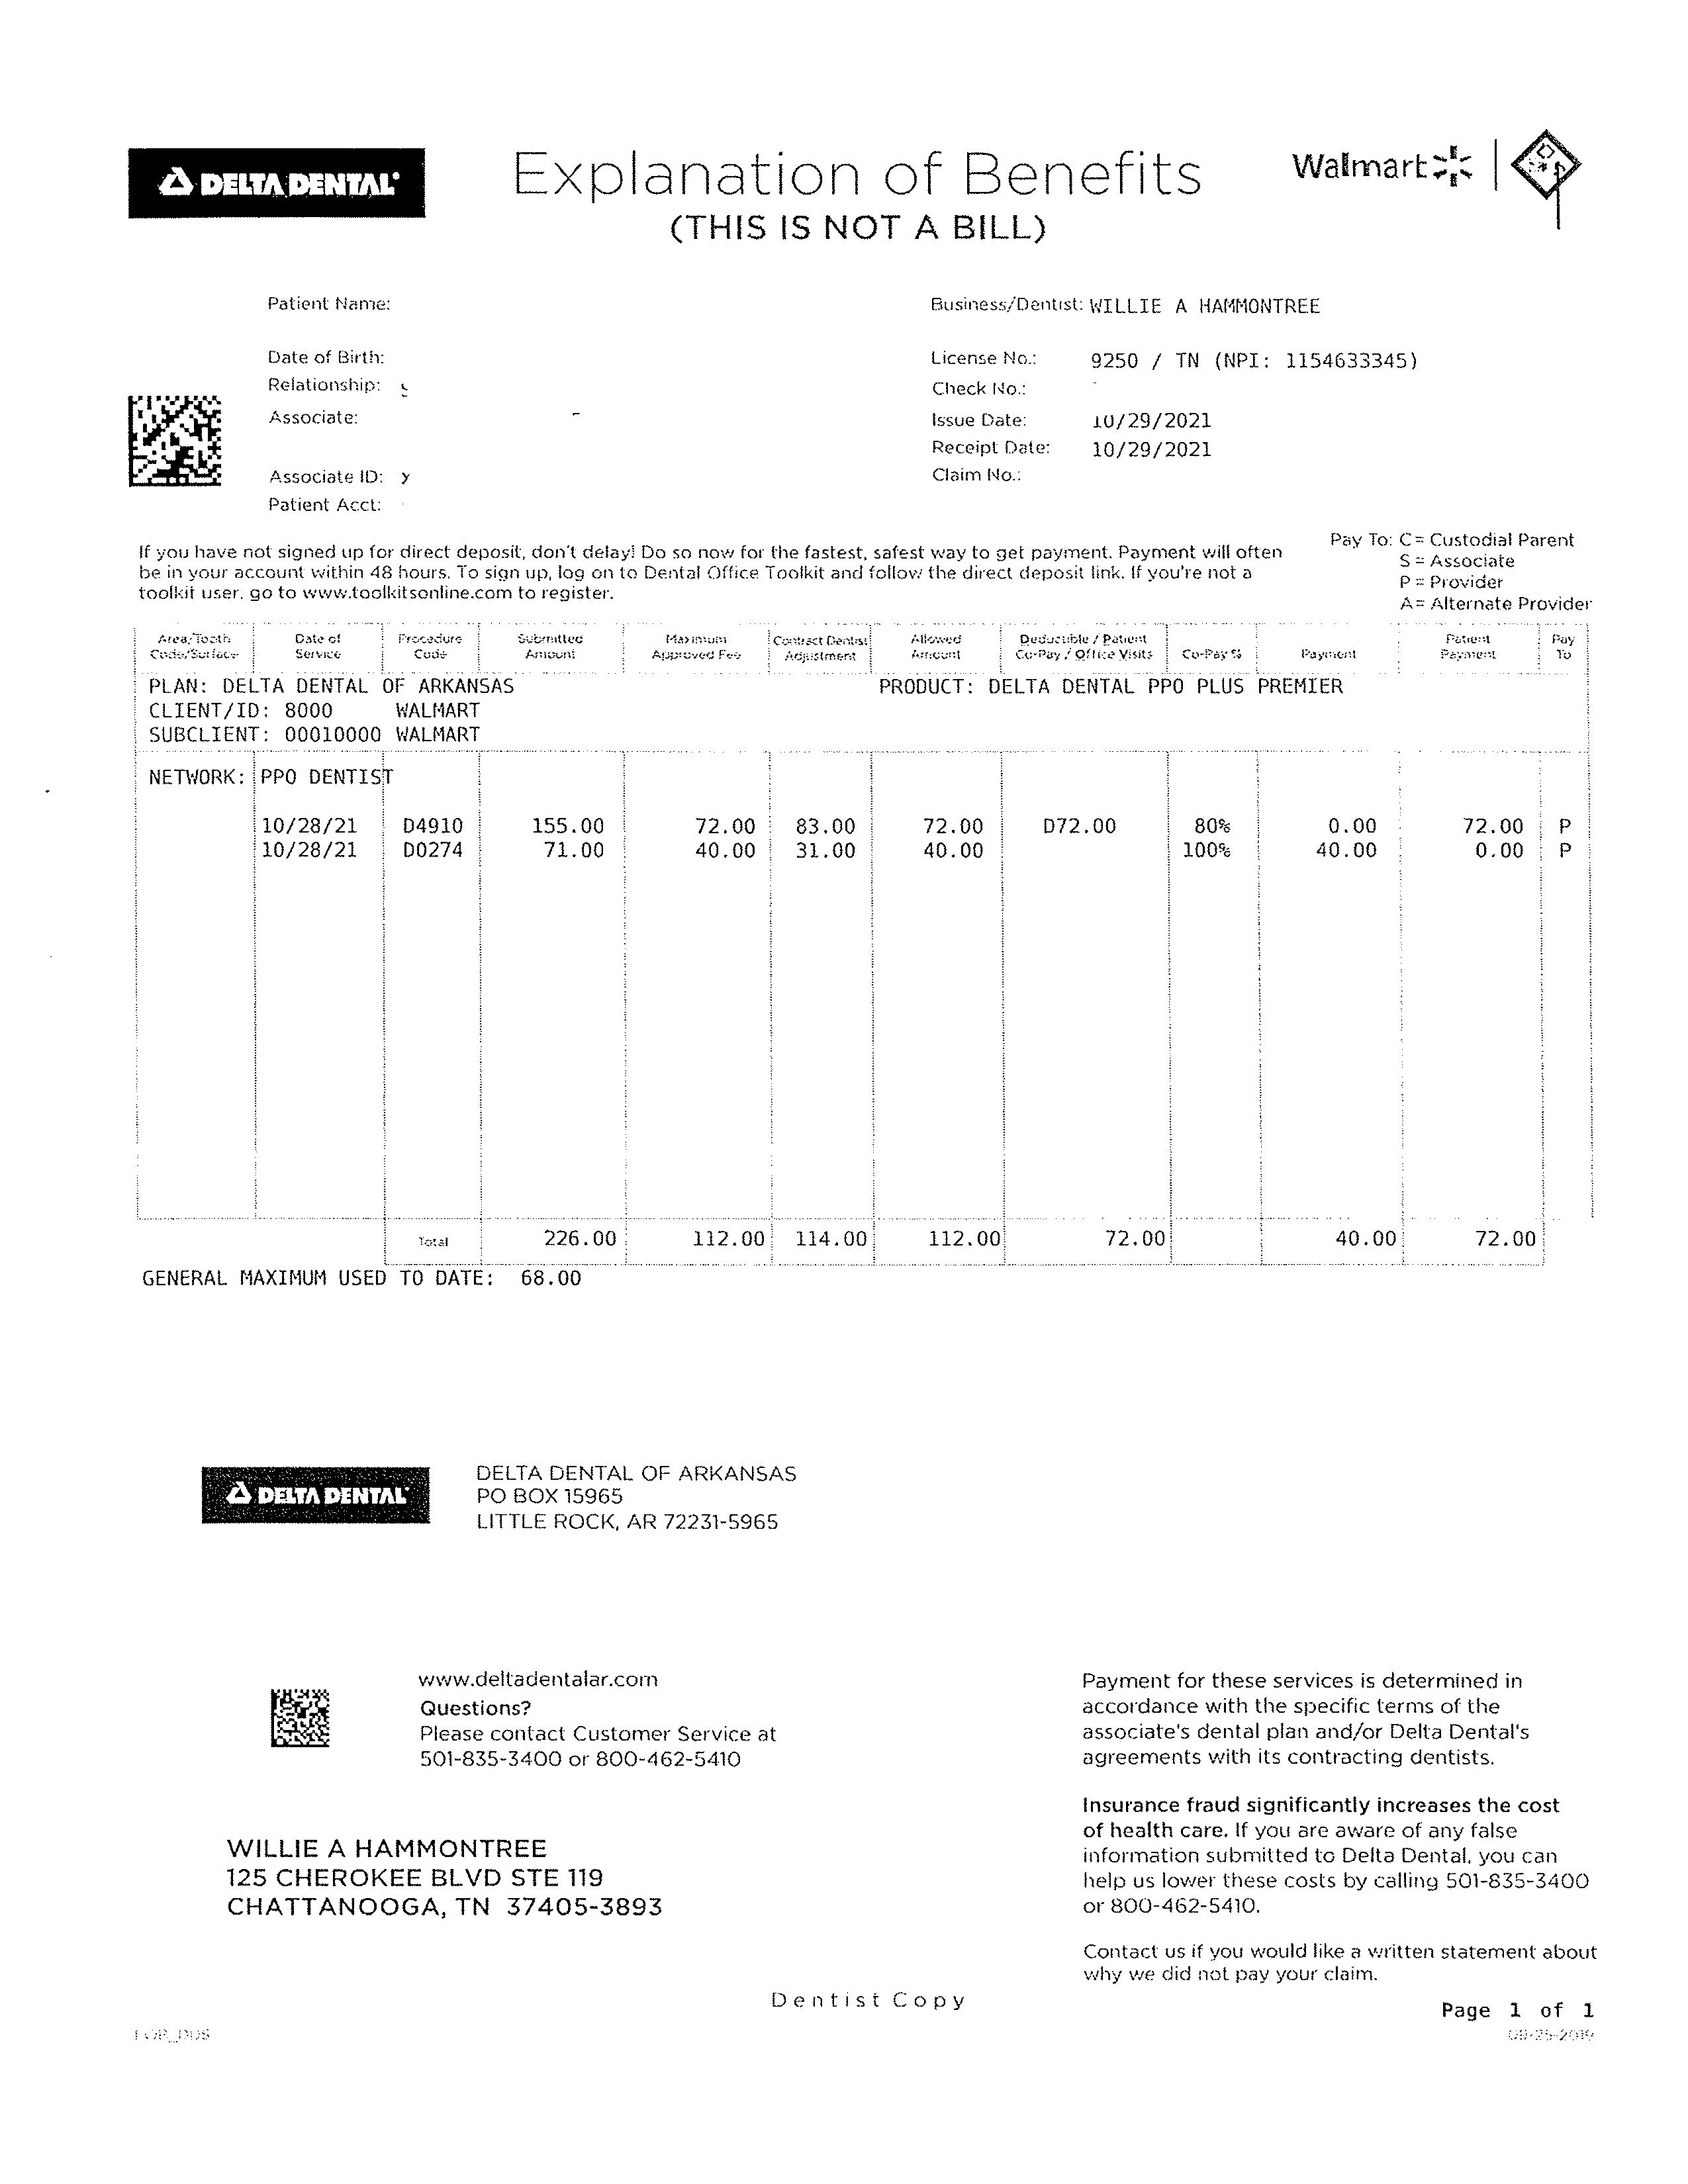 DELTA DENTAL
Explanation of Benefits
(THIS IS NOT A BILL)
Walmart
Patient Name:
Business/Dentist: WILLIE A HAMMONTREE
Date of Birth:
License No.: 9250 / TN (NPI: 1154633345)
Relationship:
Check No.:
Associate:
Issue Date: 10/29/2021
Receipt Date: 10/29/2021
Associate ID: y
Claim No.:
Patient Acct:
Pay To: C= Custodial Parent
S = Associate
P = Provider
A= Alternate Provider
If you have not signed up for direct deposit, don't delay! Do so now for the fastest, safest way to get payment. Payment will often
be in your account within 48 hours. To sign up, log on to Dental Office Toolkit and follow the direct deposit link. If you're not a
toolkit user, go to www.toolkitsonline.com to register.
Area/Tooth Code/Surface Date of Service Procedure Code Submitted Amount Maximum Approved Fee Contract Dentist Adjustment Allowed Amount Deductible / Patient Co-Pay / Office Visits Co-Pay % Payment Patient Payment Pay To
PLAN: DELTA DENTAL OF ARKANSAS PRODUCT: DELTA DENTAL PPO PLUS PREMIER
CLIENT/ID: 8000 WALMART
SUBCLIENT: 00010000 WALMART
NETWORK: PPO DENTIST
10/28/21 D4910 155.00 72.00 83.00 72.00 D72.00 80% 0.00 72.00 P
10/28/21 D0274 71.00 40.00 31.00 40.00 100% 40.00 0.00 P
Total 226.00 112.00 114.00 112.00 72.00 40.00 72.00
GENERAL MAXIMUM USED TO DATE: 68.00
DELTA DENTAL
DELTA DENTAL OF ARKANSAS
PO BOX 15965
LITTLE ROCK, AR 72231-5965
www.deltadentalar.com
Questions?
Please contact Customer Service at
501-835-3400 or 800-462-5410
WILLIE A HAMMONTREE
125 CHEROKEE BLVD STE 119
CHATTANOOGA, TN 37405-3893
Payment for these services is determined in
accordance with the specific terms of the
associate's dental plan and/or Delta Dental's
agreements with its contracting dentists.
Insurance fraud significantly increases the cost
of health care. If you are aware of any false
information submitted to Delta Dental, you can
help us lower these costs by calling 501-835-3400
or 800-462-5410.
Contact us if you would like a written statement about
why we did not pay your claim.
Dentist Copy
Page 1 of 1